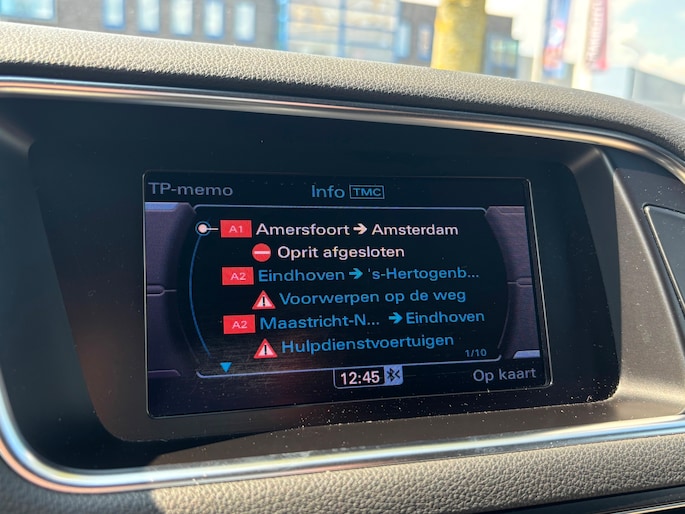 TP-memo
Info TMC
A1 Amersfoort → Amsterdam
Oprit afgesloten
A2 Eindhoven → 's-Hertogenb...
Voorwerpen op de weg
A2 Maastricht-N... → Eindhoven
Hulpdienstvoertuigen
1/10
12:45
Op kaart